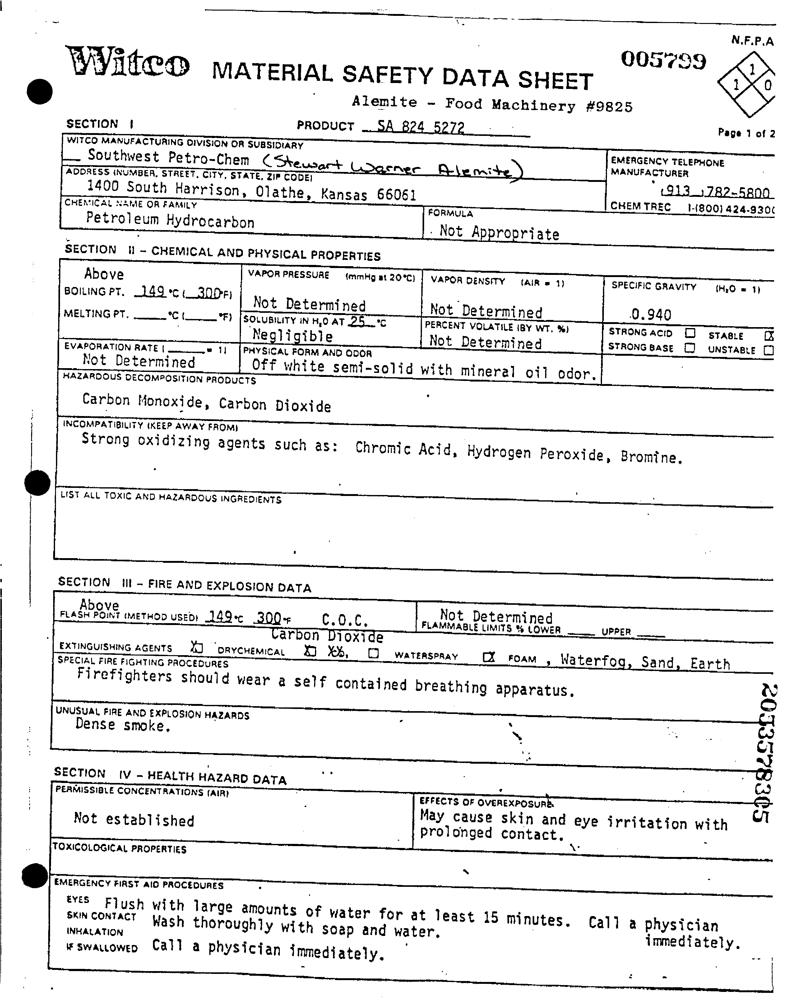 N.F.P.A
Witco MATERIAL SAFETY DATA SHEET 005799
1
1 0
1
Alemite - Food Machinery #9825
SECTION I PRODUCT SA 824 5272 Page 1 of 2
WITCO MANUFACTURING DIVISION OR SUBSIDIARY
Southwest Petro-Chem (Stewart Warner Alemite)
EMERGENCY TELEPHONE
MANUFACTURER
(913) 782-5800
CHEM TREC 1-(800) 424-9300
ADDRESS (NUMBER, STREET, CITY, STATE, ZIP CODE)
1400 South Harrison, Olathe, Kansas 66061
CHEMICAL NAME OR FAMILY
Petroleum Hydrocarbon
FORMULA
Not Appropriate
SECTION II - CHEMICAL AND PHYSICAL PROPERTIES
Above
BOILING PT. 149 °C ( 300°F)
MELTING PT. °C ( °F)
VAPOR PRESSURE (mmHg at 20°C)
Not Determined
VAPOR DENSITY (AIR = 1)
Not Determined
SPECIFIC GRAVITY (H₂O = 1)
0.940
SOLUBILITY IN H₂O AT 25 °C
Negligible
PERCENT VOLATILE (BY WT. %)
Not Determined
STRONG ACID STABLE X
STRONG BASE UNSTABLE
EVAPORATION RATE ( = 1)
Not Determined
PHYSICAL FORM AND ODOR
Off white semi-solid with mineral oil odor.
HAZARDOUS DECOMPOSITION PRODUCTS
Carbon Monoxide, Carbon Dioxide
INCOMPATIBILITY (KEEP AWAY FROM)
Strong oxidizing agents such as: Chromic Acid, Hydrogen Peroxide, Bromine.
LIST ALL TOXIC AND HAZARDOUS INGREDIENTS
SECTION III - FIRE AND EXPLOSION DATA
Above
FLASH POINT (METHOD USED) 149°C 300°F C.O.C.
Not Determined
FLAMMABLE LIMITS % LOWER UPPER
Carbon Dioxide
EXTINGUISHING AGENTS X DRYCHEMICAL X WATERSPRAY X FOAM , Waterfog, Sand, Earth
SPECIAL FIRE FIGHTING PROCEDURES
Firefighters should wear a self contained breathing apparatus.
UNUSUAL FIRE AND EXPLOSION HAZARDS
Dense smoke.
SECTION IV - HEALTH HAZARD DATA
PERMISSIBLE CONCENTRATIONS (AIR)
Not established
EFFECTS OF OVEREXPOSURE
May cause skin and eye irritation with
prolonged contact.
TOXICOLOGICAL PROPERTIES
EMERGENCY FIRST AID PROCEDURES
EYES Flush with large amounts of water for at least 15 minutes. Call a physician
immediately.
SKIN CONTACT Wash thoroughly with soap and water.
INHALATION
IF SWALLOWED Call a physician immediately.
2053578305